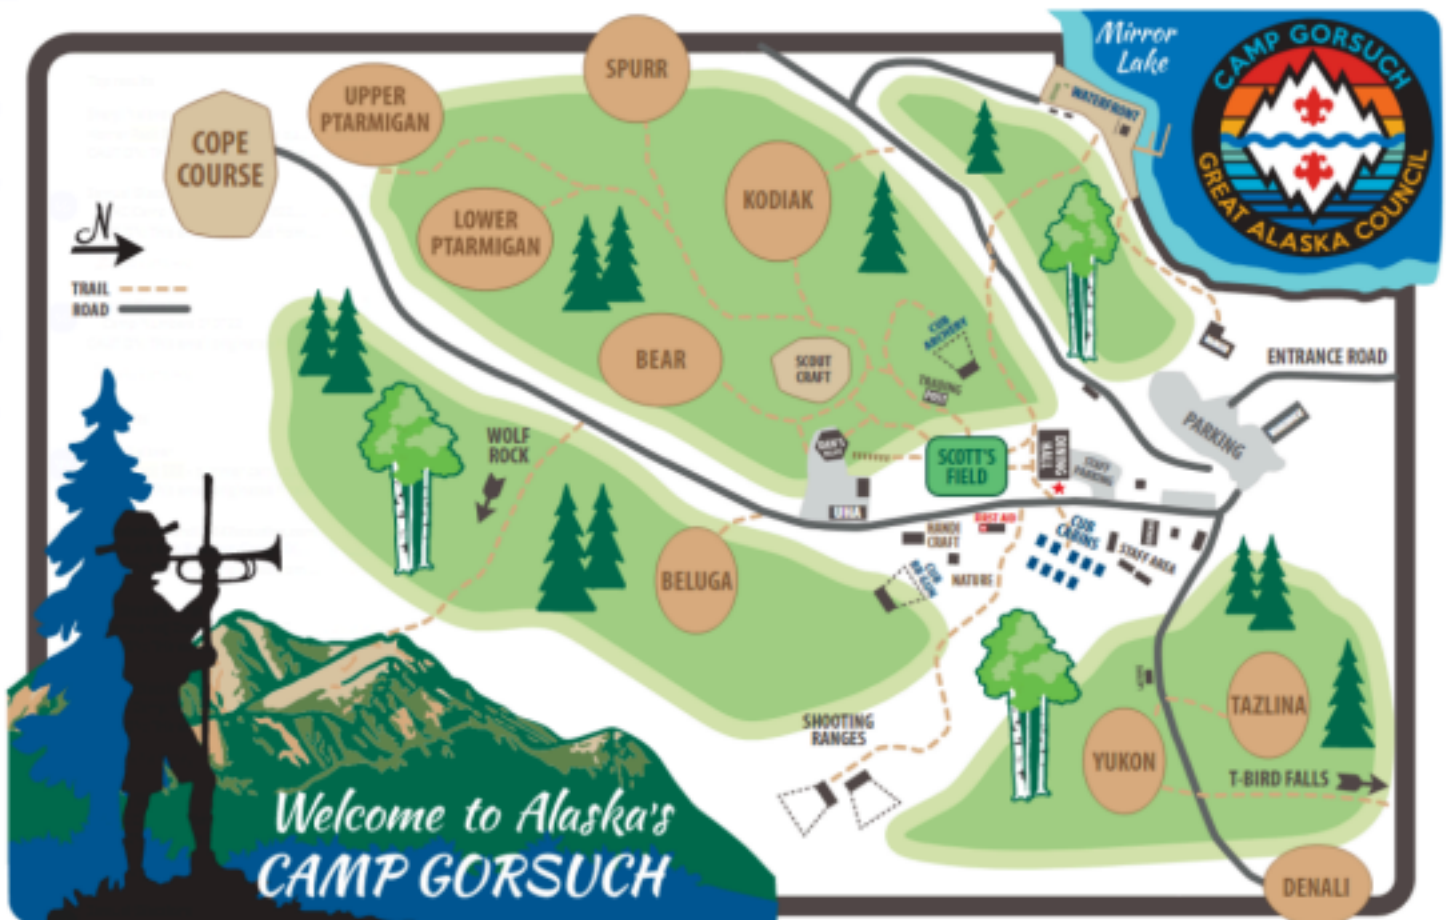 Mirror
Lake
CAMP GORSUCH
GREAT ALASKA COUNCIL
SPURR
UPPER
PTARMIGAN
COPE
COURSE
WATERFRONT
KODIAK
LOWER
PTARMIGAN
N
TRAIL
ROAD
CUB
ARCHERY
BEAR
SCOUT
CRAFT
ENTRANCE ROAD
TRADING
POST
PARKING
WOLF
ROCK
SCOTT'S
FIELD
DINING
HALL
STAFF
PARKING
UHA
FIRST AID
HANDI
CRAFT
CUB
CABINS
STAFF AREA
BELUGA
CUB
BB GUN
NATURE
TAZLINA
SHOOTING
RANGES
YUKON
T-BIRD FALLS
Welcome to Alaska's
CAMP GORSUCH
DENALI